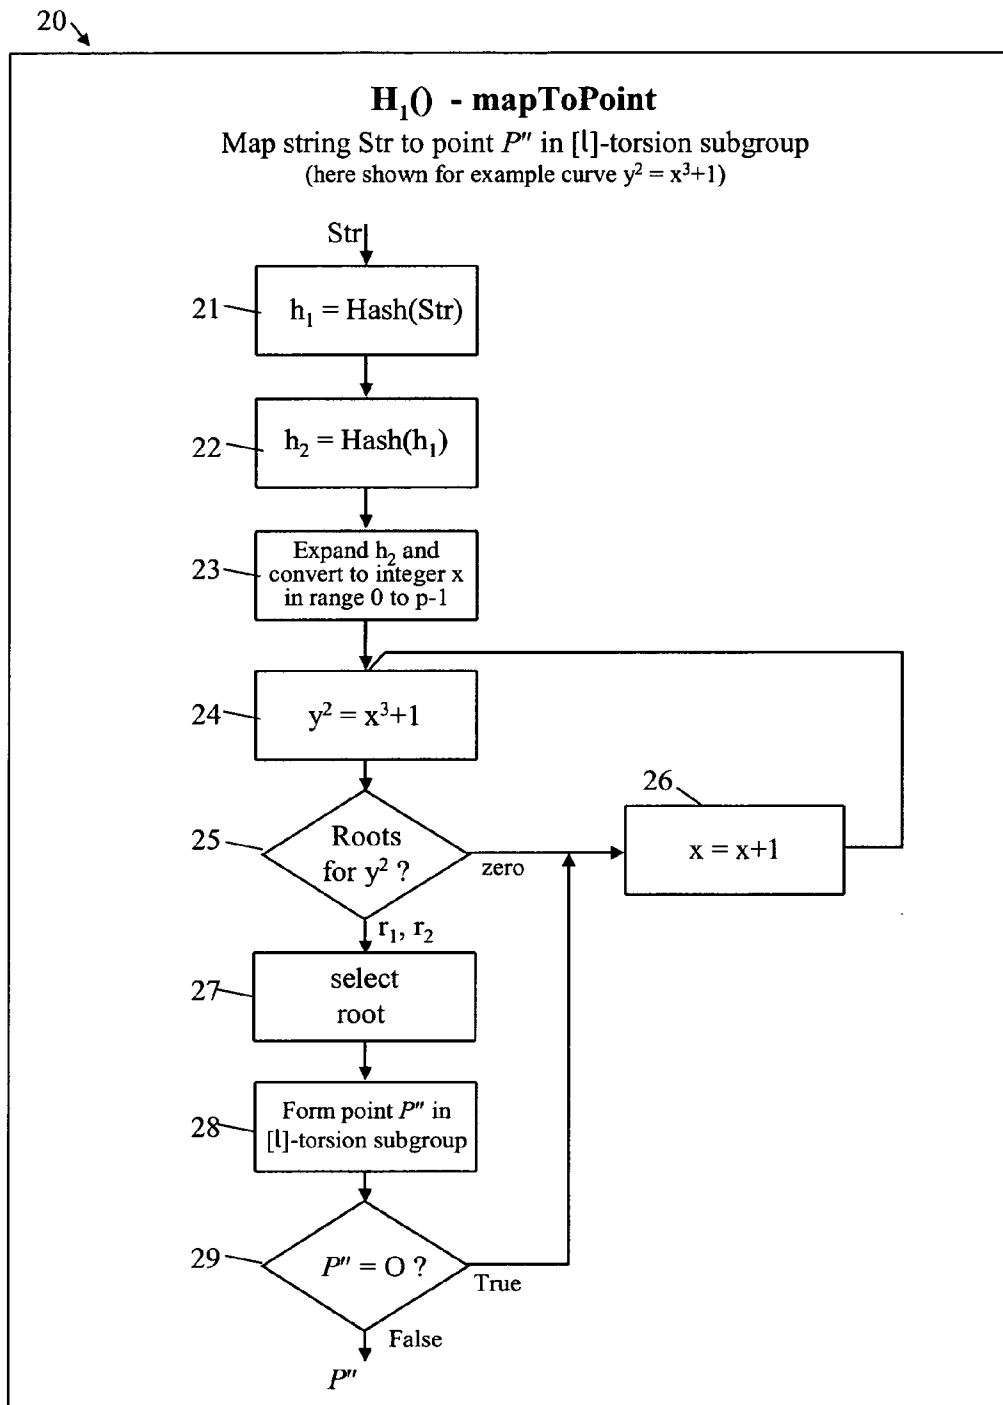 20
H₁() - mapToPoint
Map string Str to point P″ in [l]-torsion subgroup
(here shown for example curve y² = x³+1)
Str
21
h₁ = Hash(Str)
22
h₂ = Hash(h₁)
23
Expand h₂ and
convert to integer x
in range 0 to p-1
24
y² = x³+1
25
Roots
for y² ?
zero
26
x = x+1
r₁, r₂
27
select
root
28
Form point P″ in
[l]-torsion subgroup
29
P″ = O ?
True
False
P″